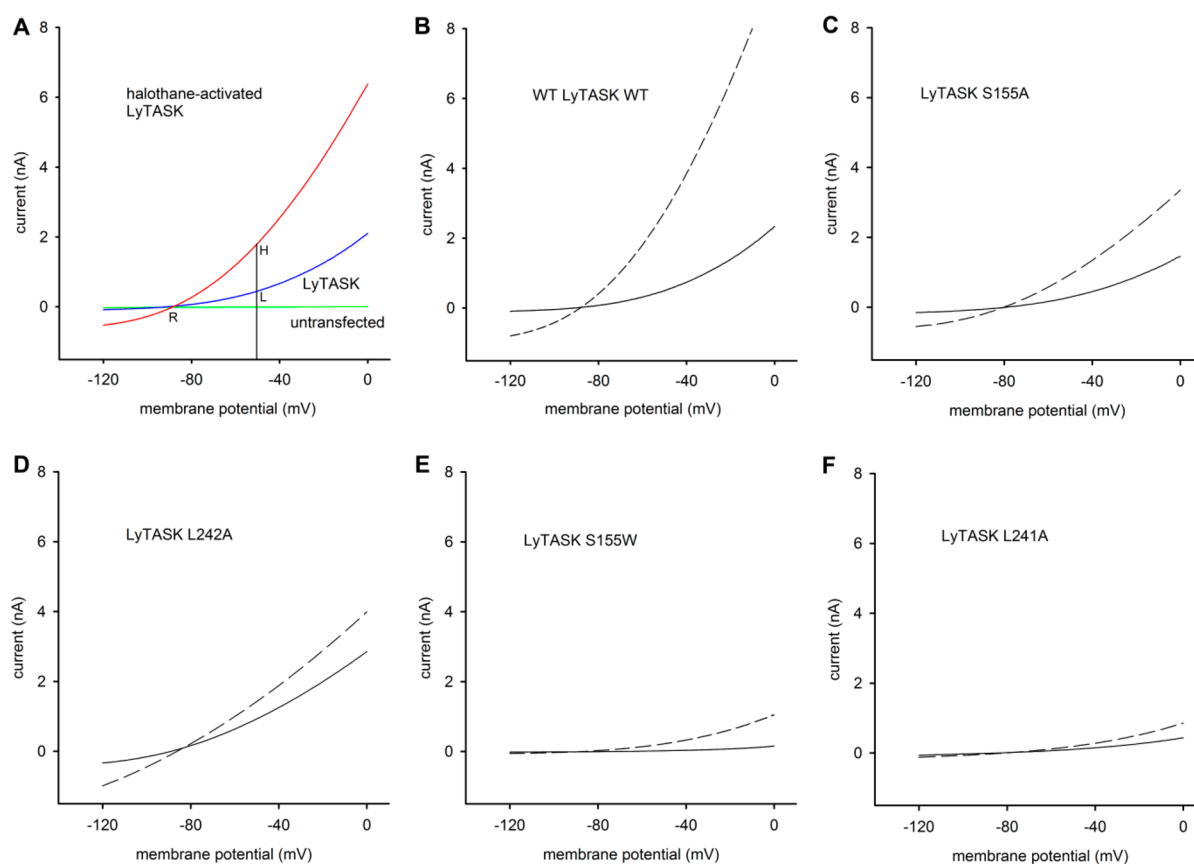 A
8
6
4
2
0
current (nA)
halothane-activated
LyTASK
H
LyTASK
L
R
untransfected
-120
-80
-40
0
membrane potential (mV)
B
8
6
4
2
0
current (nA)
WT LyTASK WT
-120
-80
-40
0
membrane potential (mV)
C
8
6
4
2
0
current (nA)
LyTASK S155A
-120
-80
-40
0
membrane potential (mV)
D
8
6
4
2
0
current (nA)
LyTASK L242A
-120
-80
-40
0
membrane potential (mV)
E
8
6
4
2
0
current (nA)
LyTASK S155W
-120
-80
-40
0
membrane potential (mV)
F
8
6
4
2
0
current (nA)
LyTASK L241A
-120
-80
-40
0
membrane potential (mV)